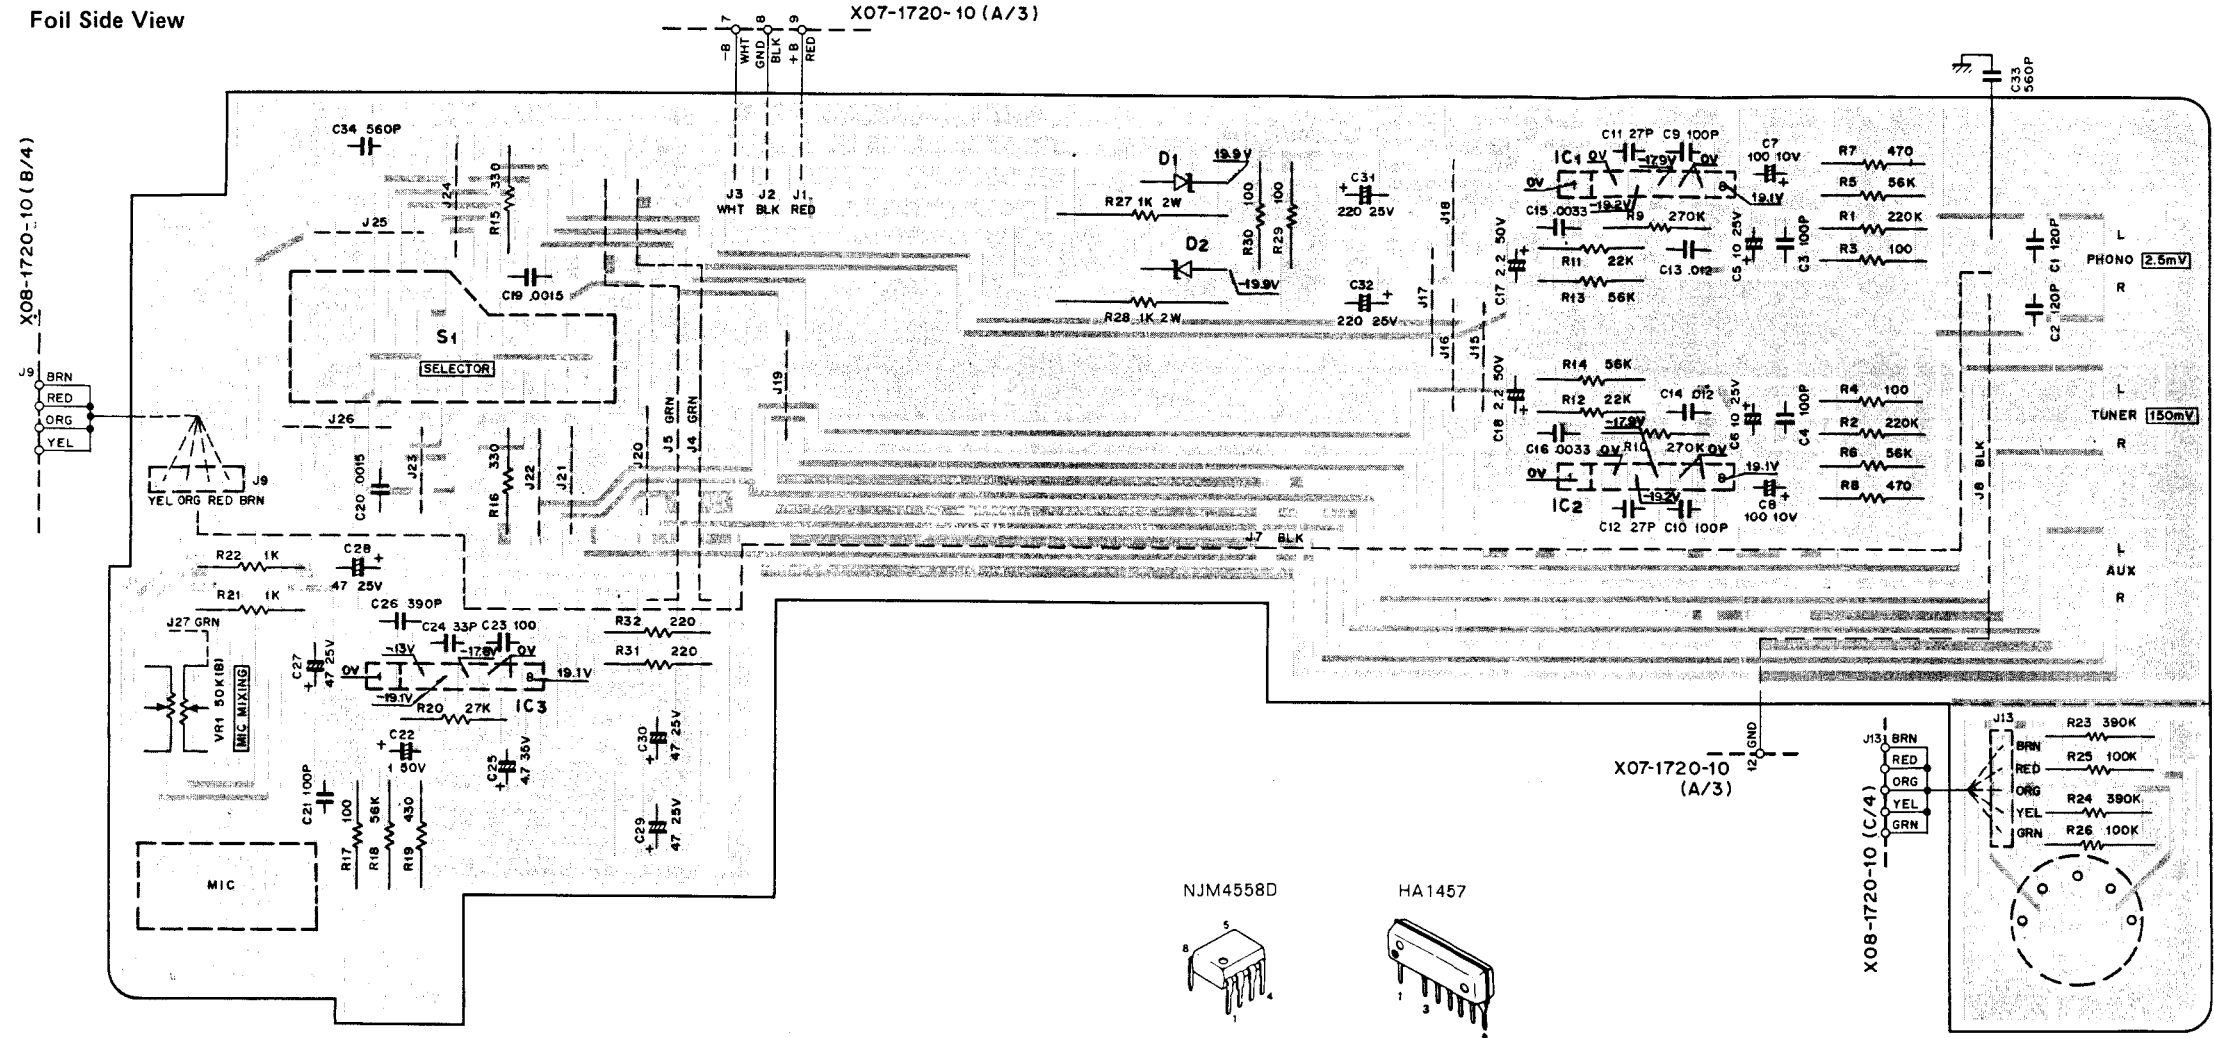 Foil Side View
X07-1720-10 (A/3)
7 8 9
-B WHT GND BLK +B RED
C33 560P
X08-1720-10 (B/4)
C34 560P
J24
R15 330
J25
J3 J2 J1
WHT BLK RED
C19 .0015
S1
SELECTOR
J26
J9
BRN
RED
ORG
YEL
J9
YEL ORG RED BRN
C20 .0015
J23
R16 330
J22
J21
J20
J5 GRN
J4 GRN
J19
D1
19.9V
R27 1K 2W
D2
-19.9V
R28 1K 2W
R30 100
R29 100
C31
220 25V
C32
220 25V
J18
J17
J16
J15
C11 27P C9 100P
IC1 0V -17.9V 0V
0V
8
19.1V
-19.2V
C7
100 10V
C15 .0033
R9 270K
R11 22K
C13 .012
R13 56K
C17 2.2 50V
C5 10 25V
C3 100P
R7 470
R5 56K
R1 220K
R3 100
C1 120P
C2 120P
L
PHONO 2.5mV
R
R14 56K
R12 22K
C14 .012
-17.9V
C18 2.2 50V
C16 .0033 0V R10 270K 0V
0V
8
19.1V
-19.2V
IC2
C12 27P C10 100P
C6 10 25V
C4 100P
C8
100 10V
R4 100
R2 220K
R6 56K
R8 470
J8 BLK
L
TUNER 150mV
R
J7 BLK
L
AUX
R
R22 1K
R21 1K
C28
47 25V
J27 GRN
C26 390P
C24 33P C23 100
-13V -17.8V 0V
0V
8
19.1V
-19.1V
IC3
R20 27K
C27 47 25V
VR1 50K(B)
MIC MIXING
C22
1 50V
C25 4.7 35V
R32 220
R31 220
C30 47 25V
C29 47 25V
C21 100P
R17 100
R18 56K
R19 430
MIC
12 GND
X07-1720-10
(A/3)
J13
BRN
RED
ORG
YEL
GRN
X08-1720-10 (C/4)
J13
BRN
RED
ORG
YEL
GRN
R23 390K
R25 100K
R24 390K
R26 100K
NJM4558D
5
8
4
1
HA1457
1
3